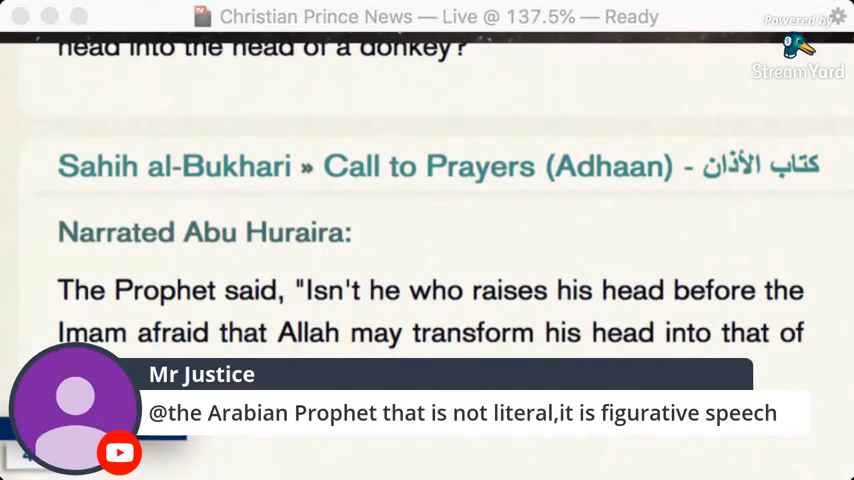 Christian Prince News — Live @ 137.5% — Ready
Powered by
StreamYard
head into the head of a donkey?
Sahih al-Bukhari » Call to Prayers (Adhaan) - كتاب الأذان
Narrated Abu Huraira:
The Prophet said, "Isn't he who raises his head before the
Imam afraid that Allah may transform his head into that of
Mr Justice
@the Arabian Prophet that is not literal,it is figurative speech